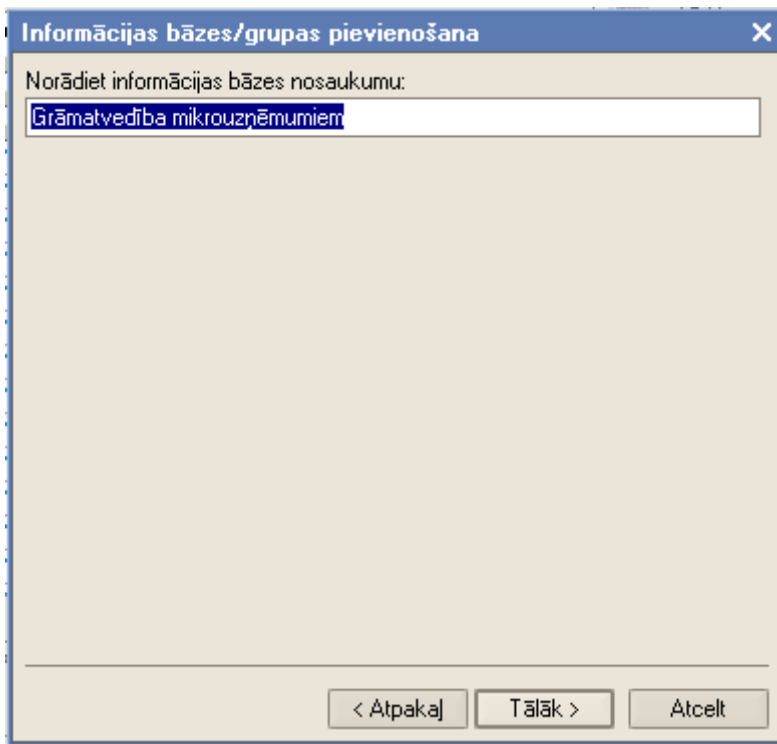 Informācijas bāzes/grupas pievienošana
Norādiet informācijas bāzes nosaukumu:
Grāmatvedība mikrouzņēmumiem
< Atpakaļ Tālāk > Atcelt